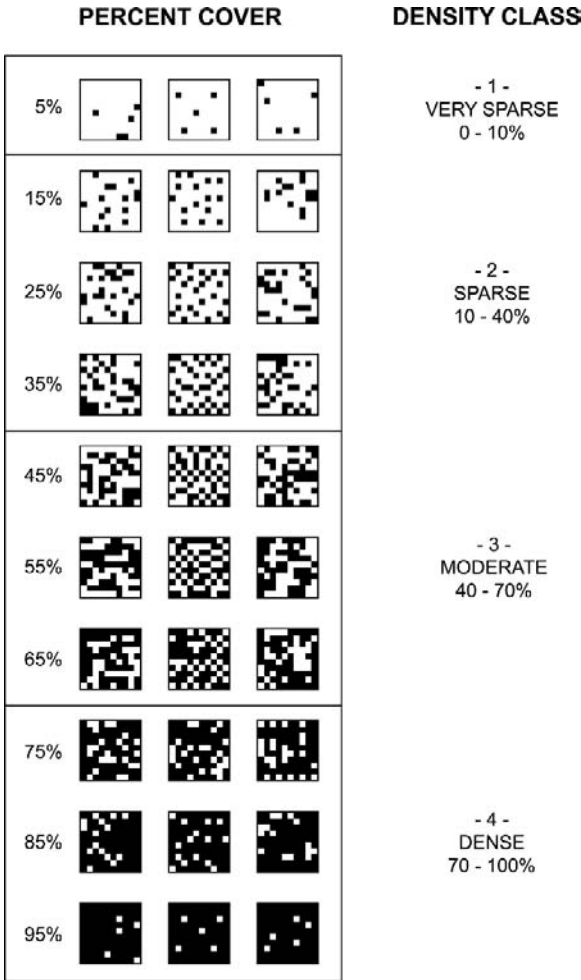 PERCENT COVER
DENSITY CLASS
5%
- 1 -
VERY SPARSE
0 - 10%
15%
25%
35%
- 2 -
SPARSE
10 - 40%
45%
55%
65%
- 3 -
MODERATE
40 - 70%
75%
85%
95%
- 4 -
DENSE
70 - 100%